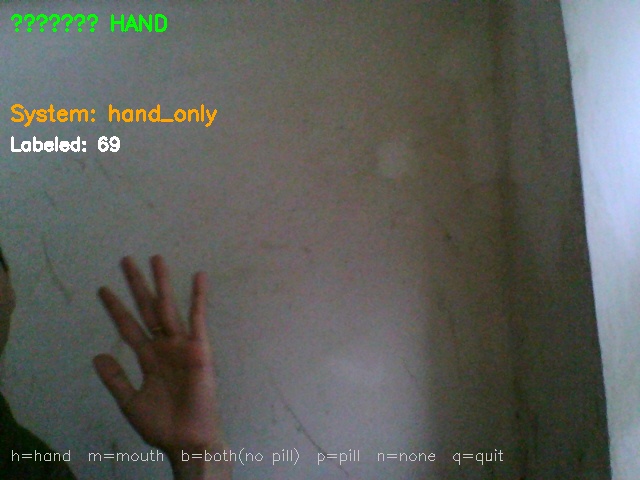 ??????? HAND
System: hand_only
Labeled: 69
h=hand m=mouth b=both(no pill) p=pill n=none q=quit